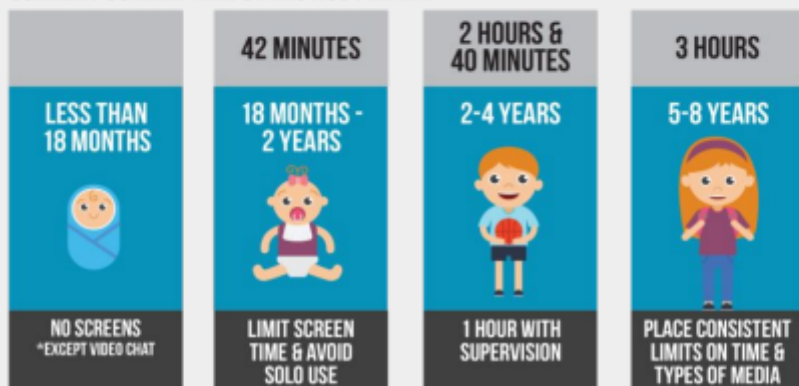 42 MINUTES
2 HOURS &
40 MINUTES
3 HOURS
LESS THAN
18 MONTHS
18 MONTHS -
2 YEARS
2-4 YEARS
5-8 YEARS
NO SCREENS
*EXCEPT VIDEO CHAT
LIMIT SCREEN
TIME & AVOID
SOLO USE
1 HOUR WITH
SUPERVISION
PLACE CONSISTENT
LIMITS ON TIME &
TYPES OF MEDIA